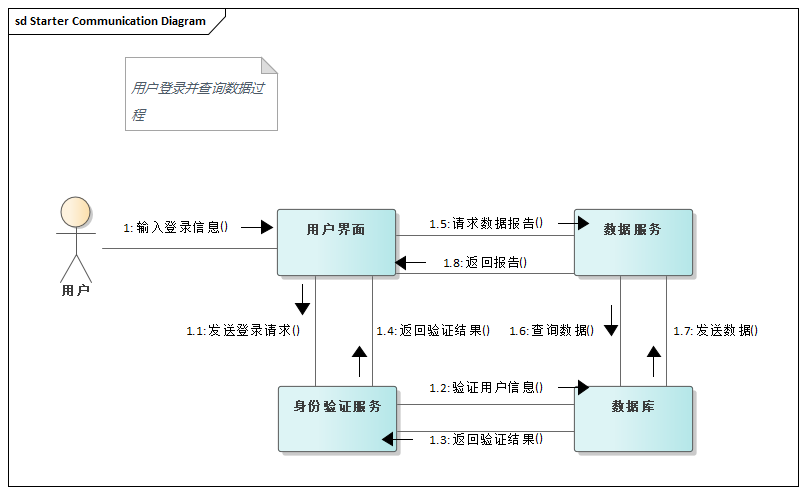 sd Starter Communication Diagram
用户登录并查询数据过
程
1: 输入登录信息()
用户界面
1.5: 请求数据报告()
数据服务
1.8: 返回报告()
用户
1.1: 发送登录请求()
1.4: 返回验证结果()
1.6: 查询数据()
1.7: 发送数据()
身份验证服务
1.2: 验证用户信息()
数据库
1.3: 返回验证结果()